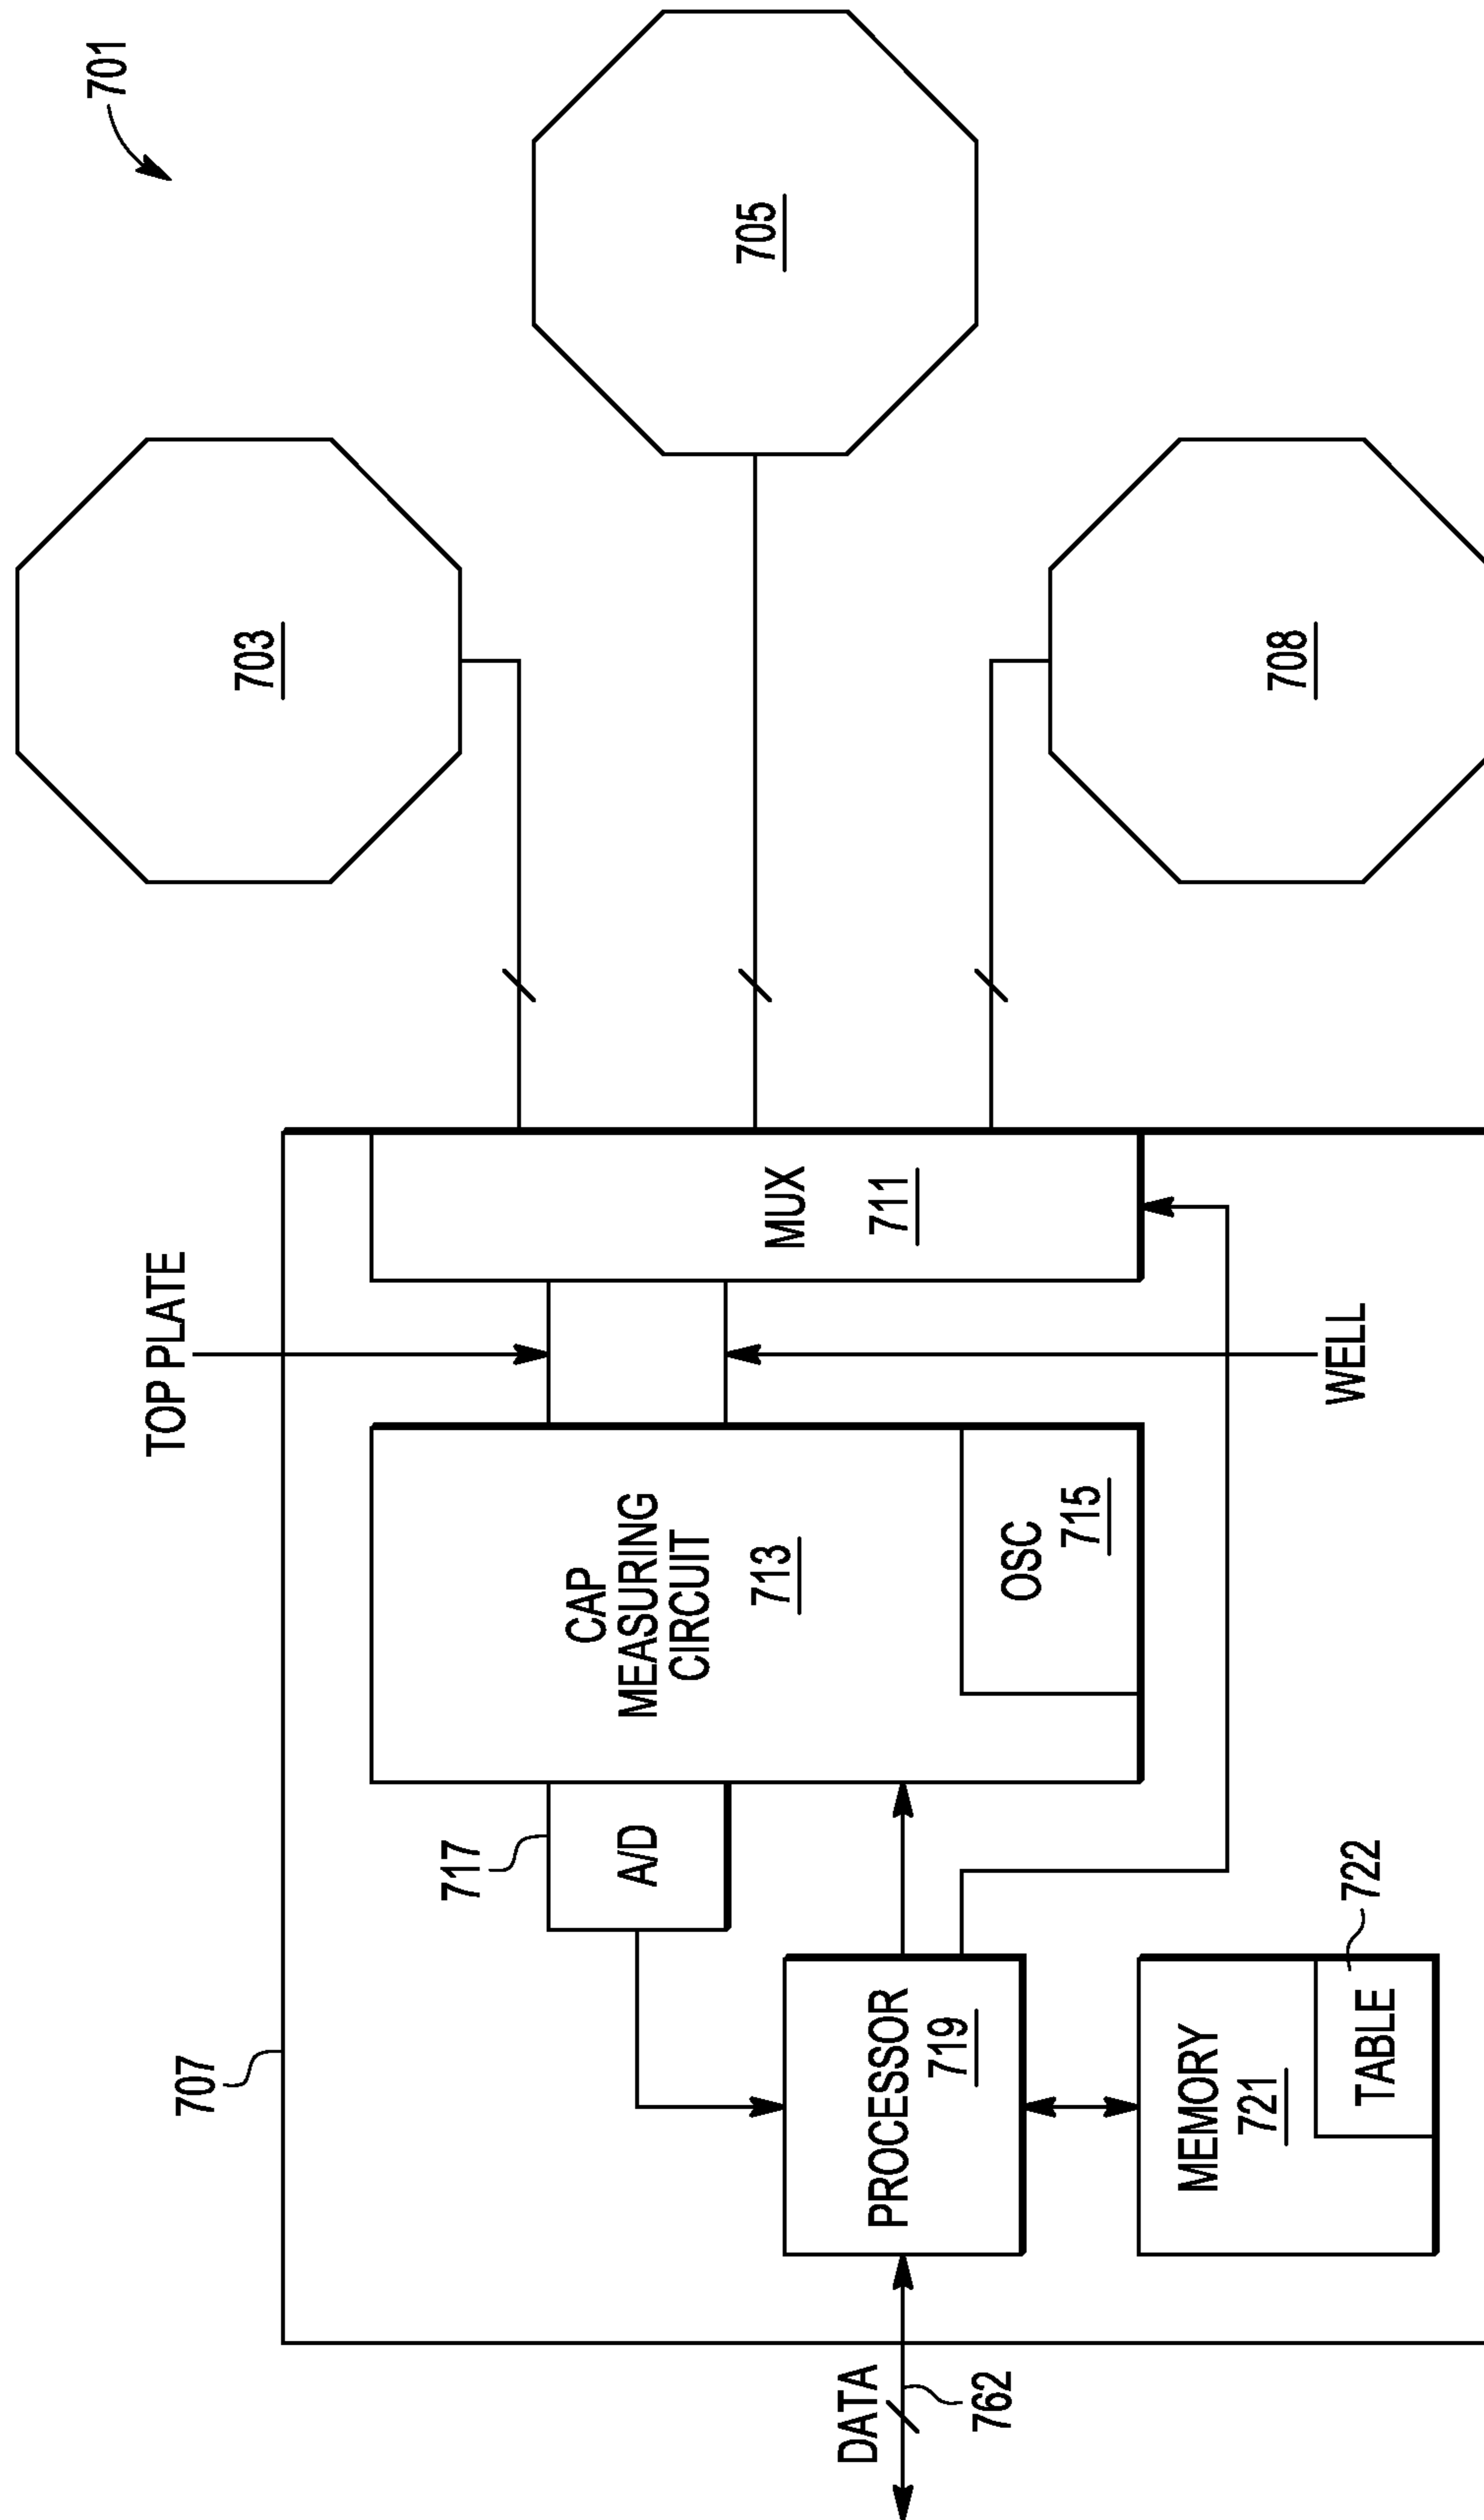 701
703
705
708
TOP PLATE
MUX
711
WELL
CAP
MEASURING
CIRCUIT
713
OSC
715
717
A/D
707
PROCESSOR
719
MEMORY
721
TABLE
722
DATA
762